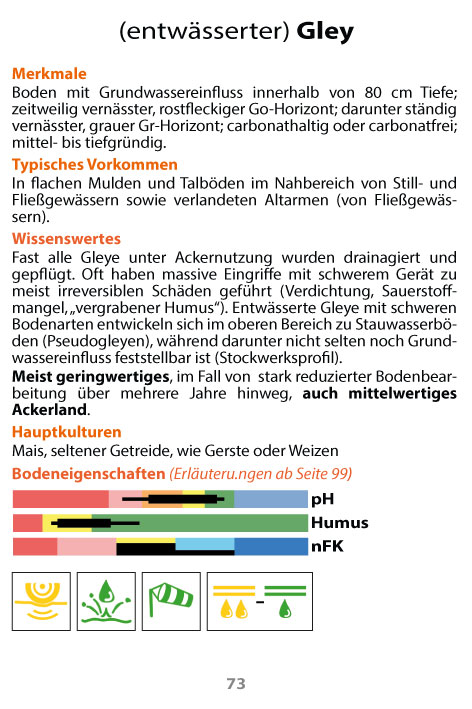 (entwässerter) Gley
Merkmale
Boden mit Grundwassereinfluss innerhalb von 80 cm Tiefe;
zeitweilig vernässter, rostfleckiger Go-Horizont; darunter ständig
vernässter, grauer Gr-Horizont; carbonathaltig oder carbonatfrei;
mittel- bis tiefgründig.
Typisches Vorkommen
In flachen Mulden und Talböden im Nahbereich von Still- und
Fließgewässern sowie verlandeten Altarmen (von Fließgewäs-
sern).
Wissenswertes
Fast alle Gleye unter Ackernutzung wurden drainagiert und
gepflügt. Oft haben massive Eingriffe mit schwerem Gerät zu
meist irreversiblen Schäden geführt (Verdichtung, Sauerstoff-
mangel, „vergrabener Humus“). Entwässerte Gleye mit schweren
Bodenarten entwickeln sich im oberen Bereich zu Stauwasserbö-
den (Pseudogleyen), während darunter nicht selten noch Grund-
wassereinfluss feststellbar ist (Stockwerksprofil).
Meist geringwertiges, im Fall von stark reduzierter Bodenbear-
beitung über mehrere Jahre hinweg, auch mittelwertiges
Ackerland.
Hauptkulturen
Mais, seltener Getreide, wie Gerste oder Weizen
Bodeneigenschaften (Erläuteru.ngen ab Seite 99)
pH
Humus
nFK
–
73